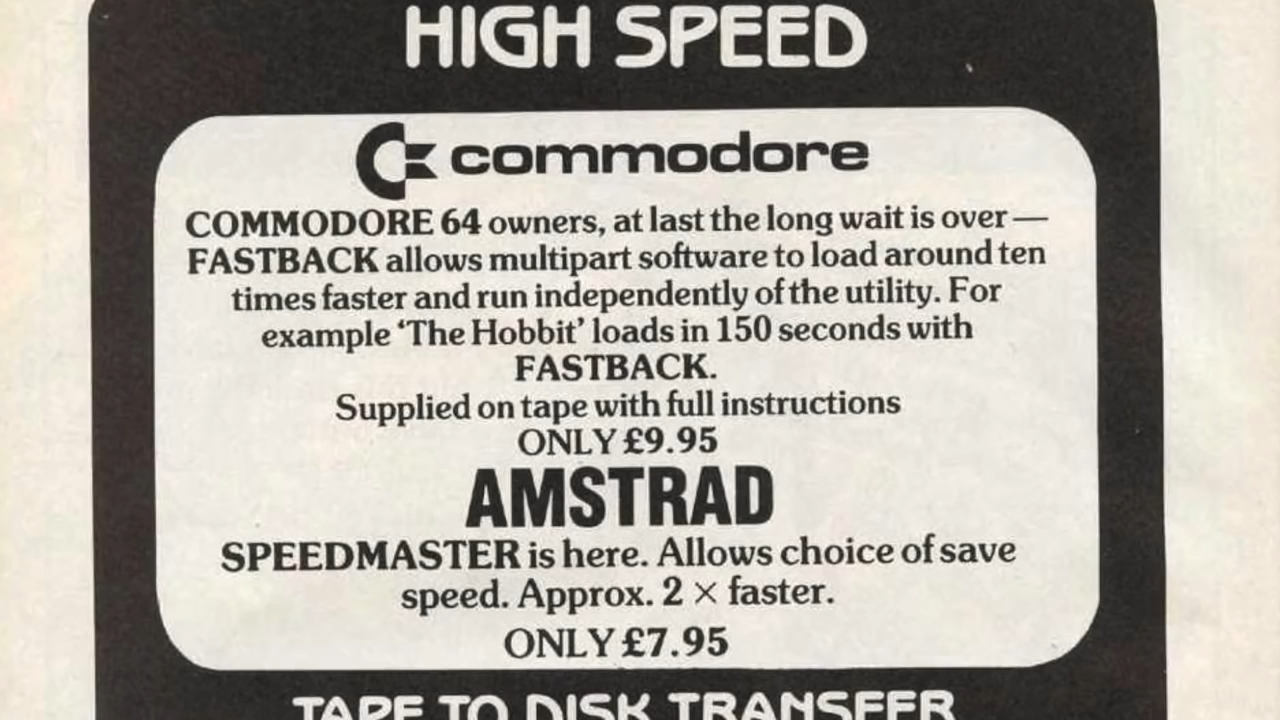 HIGH SPEED
commodore
COMMODORE 64 owners, at last the long wait is over —
FASTBACK allows multipart software to load around ten
times faster and run independently of the utility. For
example ‘The Hobbit’ loads in 150 seconds with
FASTBACK.
Supplied on tape with full instructions
ONLY £9.95
AMSTRAD
SPEEDMASTER is here. Allows choice of save
speed. Approx. 2 × faster.
ONLY £7.95
TAPE TO DISK TRANSFER